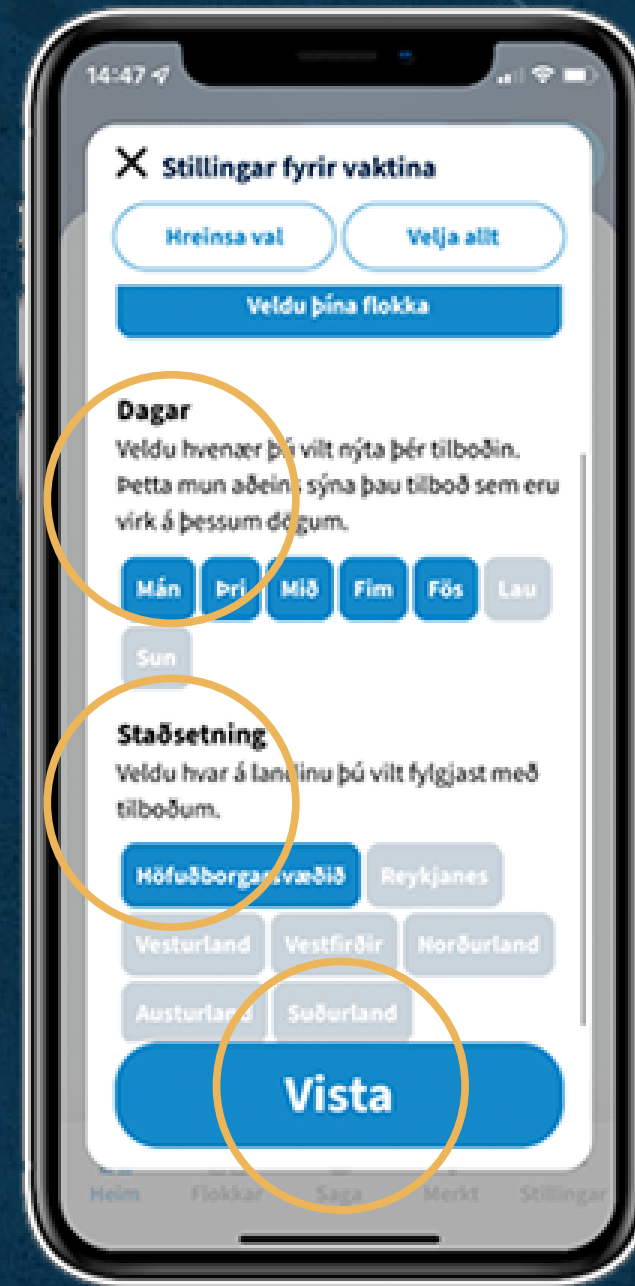 14:47
Stillingar fyrir vaktina
Hreinsa val
Velja allt
Veldu þína flokka
Dagar
Veldu hvenær þú vilt nýta þér tilboðin.
Þetta mun aðeins sýna þau tilboð sem eru
virk á þessum dögum.
Mán Þri Mið Fim Fös Lau
Sun
Staðsetning
Veldu hvar á landinu þú vilt fylgjast með
tilboðum.
Höfuðborgarsvæðið Reykjanes
Vesturland Vestfirðir Norðurland
Austurland Suðurland
Vista
Heim Flokkar Saga Merkt Stillingar